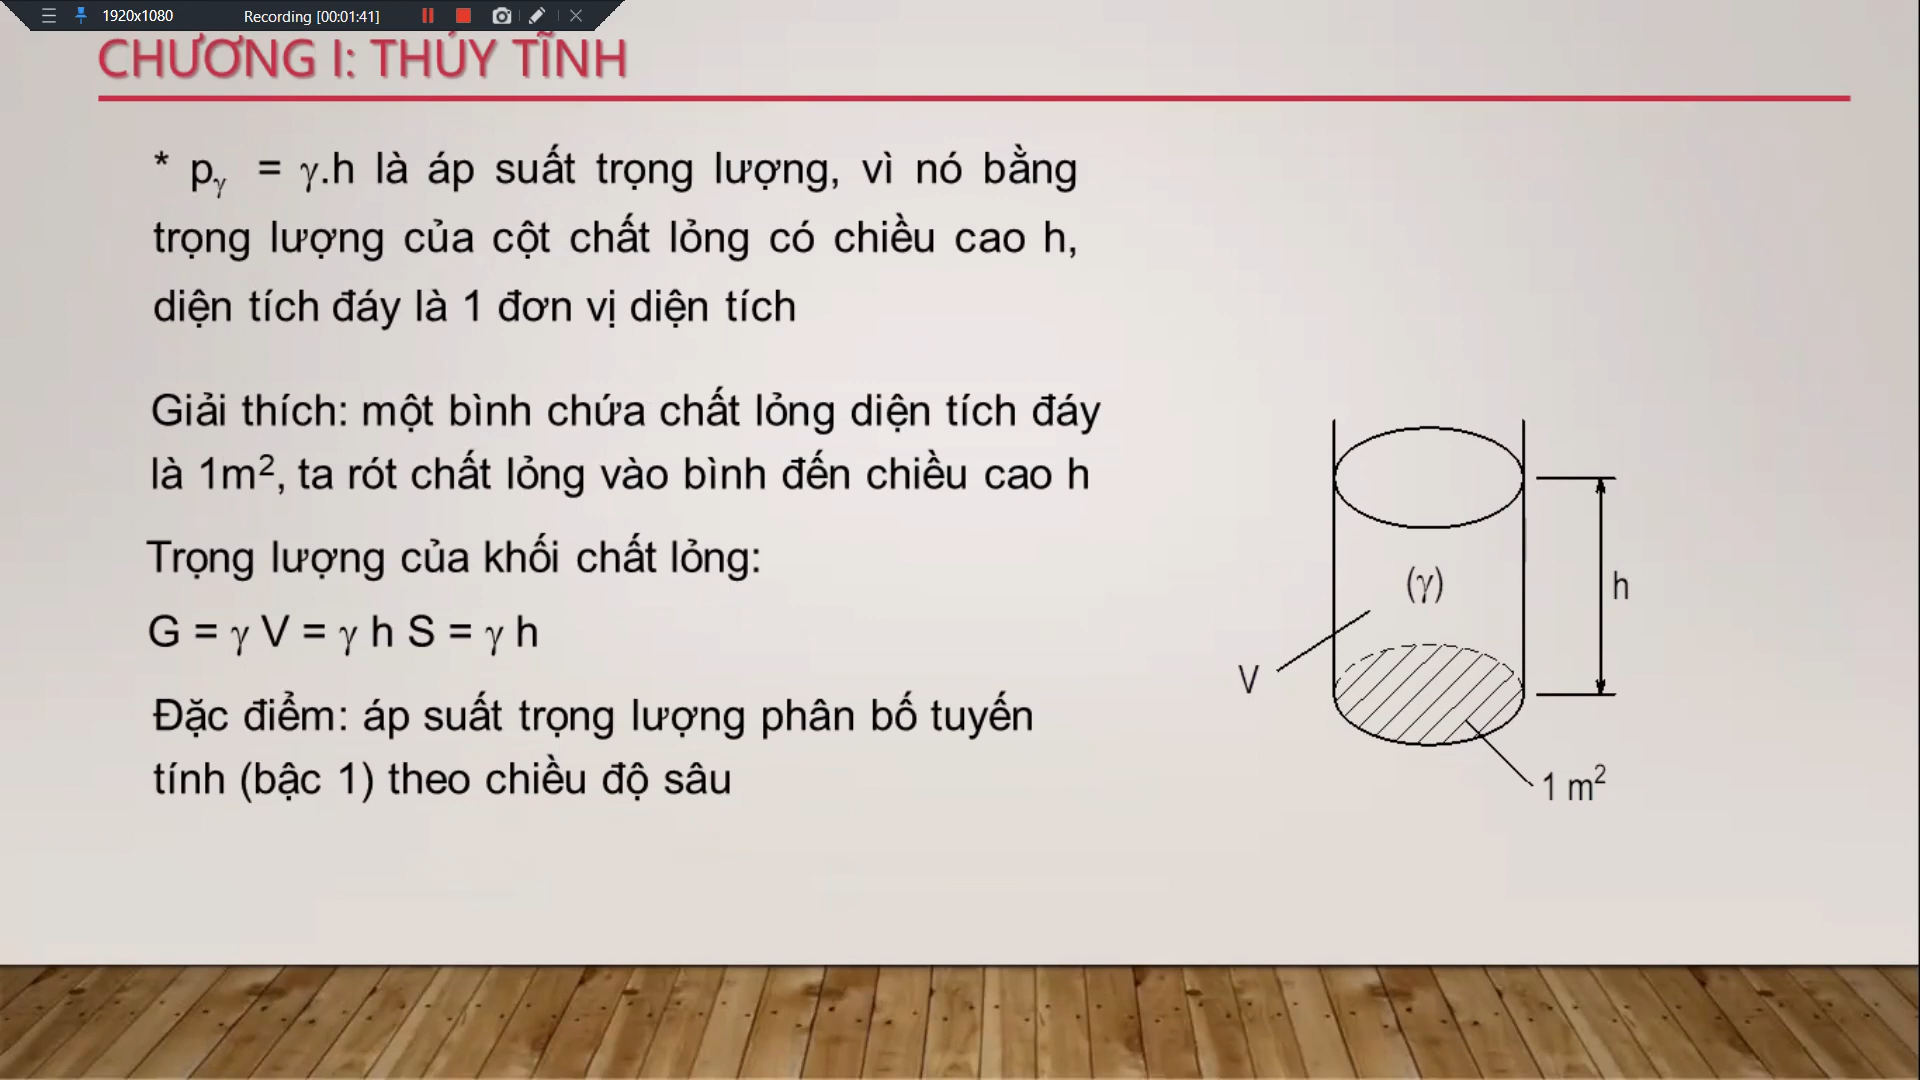 1920x1080 Recording [00:01:41]
CHƯƠNG I: THỦY TĨNH
* pγ = γ.h là áp suất trọng lượng, vì nó bằng
trọng lượng của cột chất lỏng có chiều cao h,
diện tích đáy là 1 đơn vị diện tích
Giải thích: một bình chứa chất lỏng diện tích đáy
là 1m², ta rót chất lỏng vào bình đến chiều cao h
Trọng lượng của khối chất lỏng:
G = γ V = γ h S = γ h
Đặc điểm: áp suất trọng lượng phân bố tuyến
tính (bậc 1) theo chiều độ sâu
(γ)
h
V
1 m²